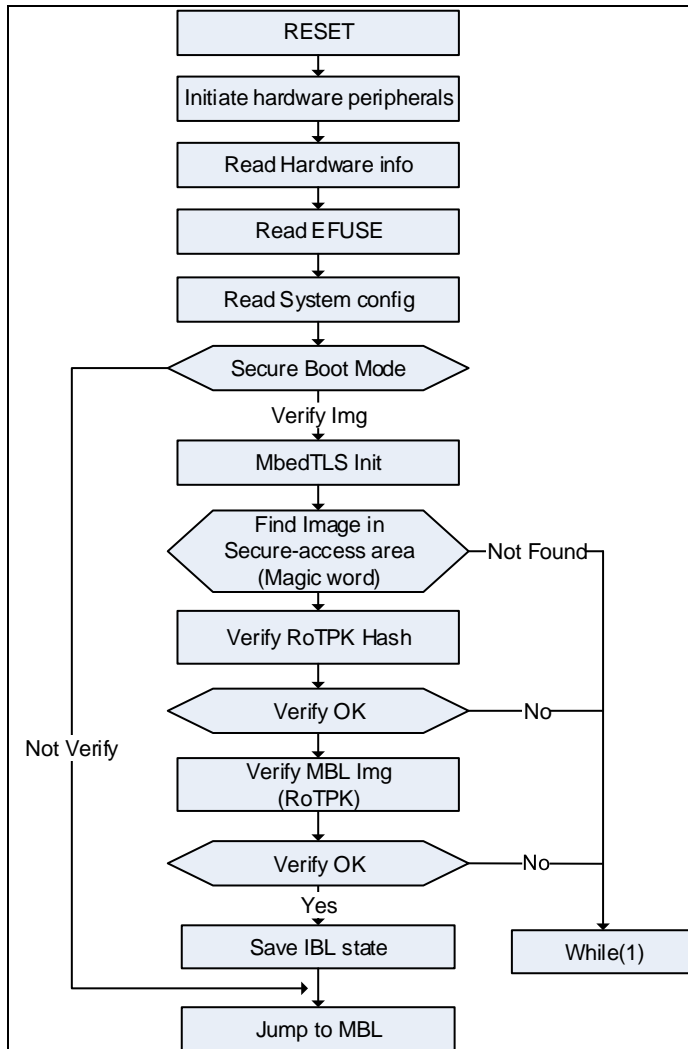 RESET
Initiate hardware peripherals
Read Hardware info
Read EFUSE
Read System config
Secure Boot Mode
Verify Img
MbedTLS Init
Find Image in
Secure-access area
(Magic word)
Not Found
Verify RoTPK Hash
Verify OK
No
Not Verify
Verify MBL Img
(RoTPK)
Verify OK
No
Yes
Save IBL state
While(1)
Jump to MBL